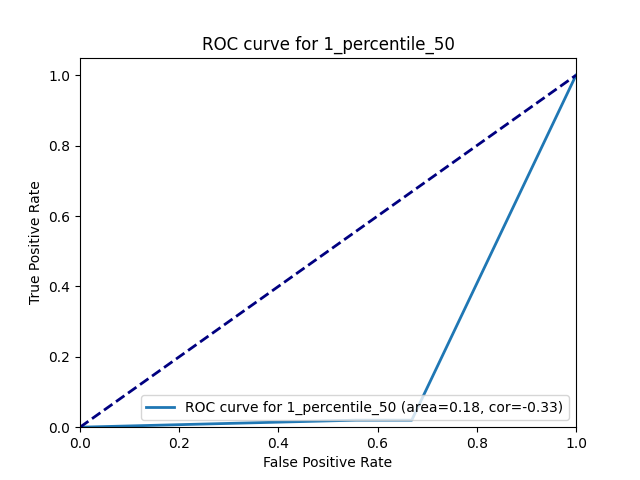 ROC curve for 1_percentile_50
True Positive Rate
1.0
0.8
0.6
0.4
0.2
0.0
ROC curve for 1_percentile_50 (area=0.18, cor=-0.33)
0.0 0.2 0.4 0.6 0.8 1.0
False Positive Rate